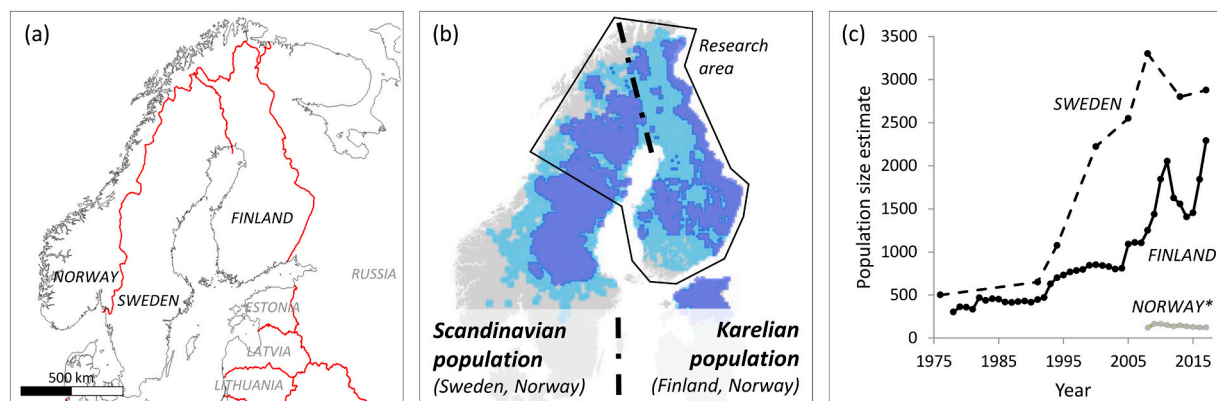 (a)
FINLAND
NORWAY
SWEDEN
RUSSIA
ESTONIA
LATVIA
LITHUANIA
500 km
(b)
Research
area
Scandinavian
population
(Sweden, Norway)
Karelian
population
(Finland, Norway)
(c)
Population size estimate
3500
3000
2500
2000
1500
1000
500
0
SWEDEN
FINLAND
NORWAY*
1975 1985 1995 2005 2015
Year